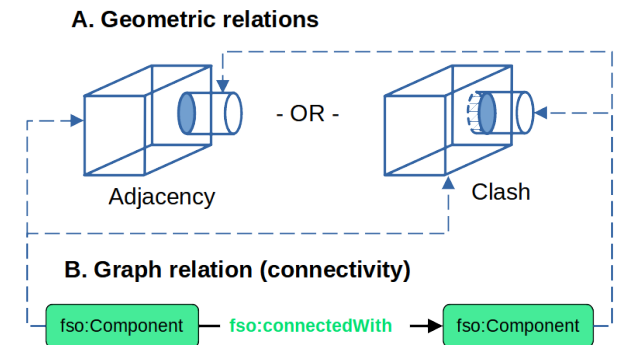 A. Geometric relations
- OR -
Adjacency
Clash
B. Graph relation (connectivity)
fso:Component fso:connectedWith fso:Component